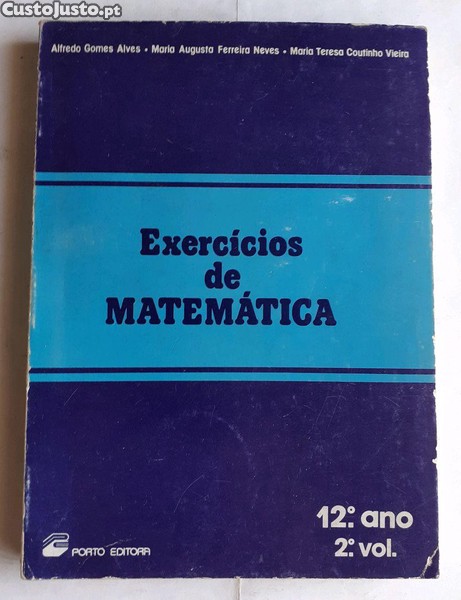 CustoJusto.pt
Alfredo Gomes Alves • Maria Augusta Ferreira Neves • Maria Teresa Coutinho Vieira
Exercícios
de
MATEMÁTICA
12.º ano
2.º vol.
PORTO EDITORA